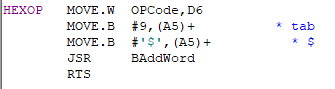 HEXOP MOVE.W OPCode,D6
MOVE.B #9,(A5)+ * tab
MOVE.B #'$',(A5)+ * $
JSR BAddWord
RTS